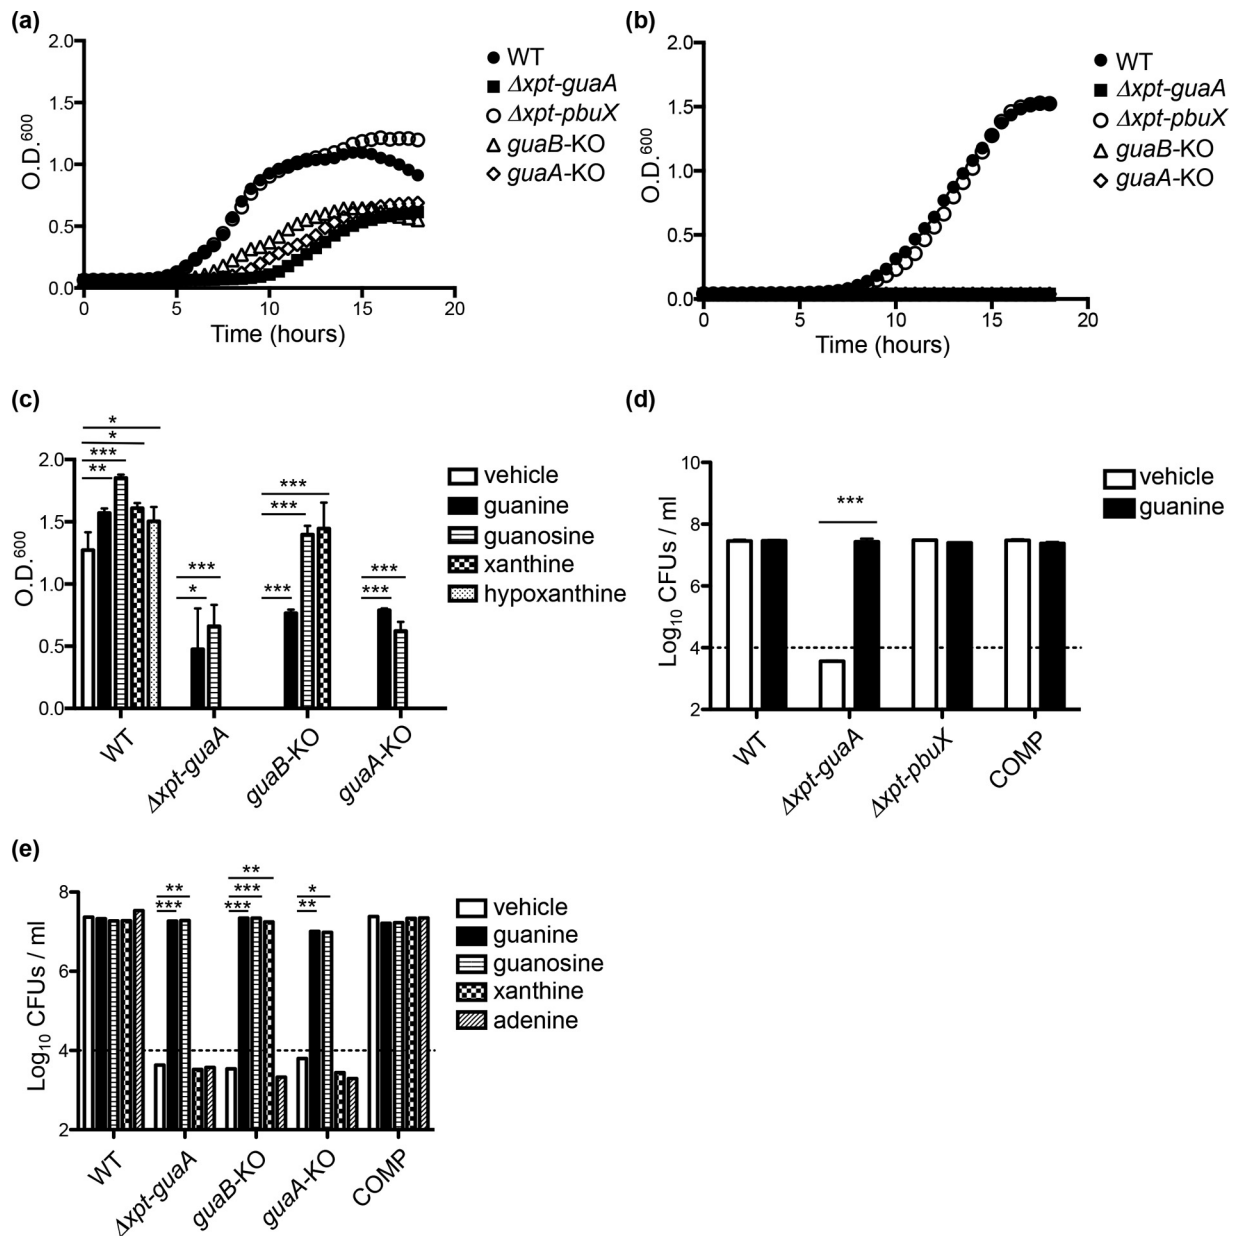 (a)
2.0
1.5
1.0
0.5
0.0
O.D.⁶⁰⁰
0 5 10 15 20
Time (hours)
WT
Δxpt-guaA
Δxpt-pbuX
guaB-KO
guaA-KO
(b)
2.0
1.5
1.0
0.5
0.0
O.D.⁶⁰⁰
0 5 10 15 20
Time (hours)
WT
Δxpt-guaA
Δxpt-pbuX
guaB-KO
guaA-KO
(c)
2.0
1.5
1.0
0.5
0.0
O.D.⁶⁰⁰
*
*
***
**
***
*
***
***
***
***
***
WT
Δxpt-guaA
guaB-KO
guaA-KO
vehicle
guanine
guanosine
xanthine
hypoxanthine
(d)
10
8
6
4
2
Log₁₀ CFUs / ml
***
WT
Δxpt-guaA
Δxpt-pbuX
COMP
vehicle
guanine
(e)
8
6
4
2
Log₁₀ CFUs / ml
**
***
**
***
***
*
**
WT
Δxpt-guaA
guaB-KO
guaA-KO
COMP
vehicle
guanine
guanosine
xanthine
adenine